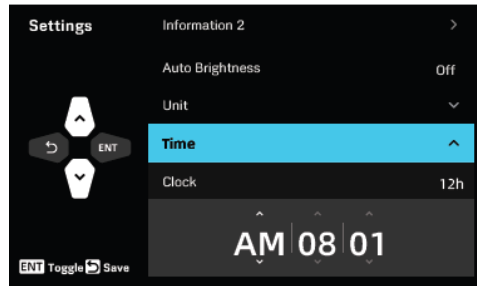 Settings
Information 2
Auto Brightness Off
Unit
ENT
Time
Clock 12h
AM 08 01
ENT Toggle Save